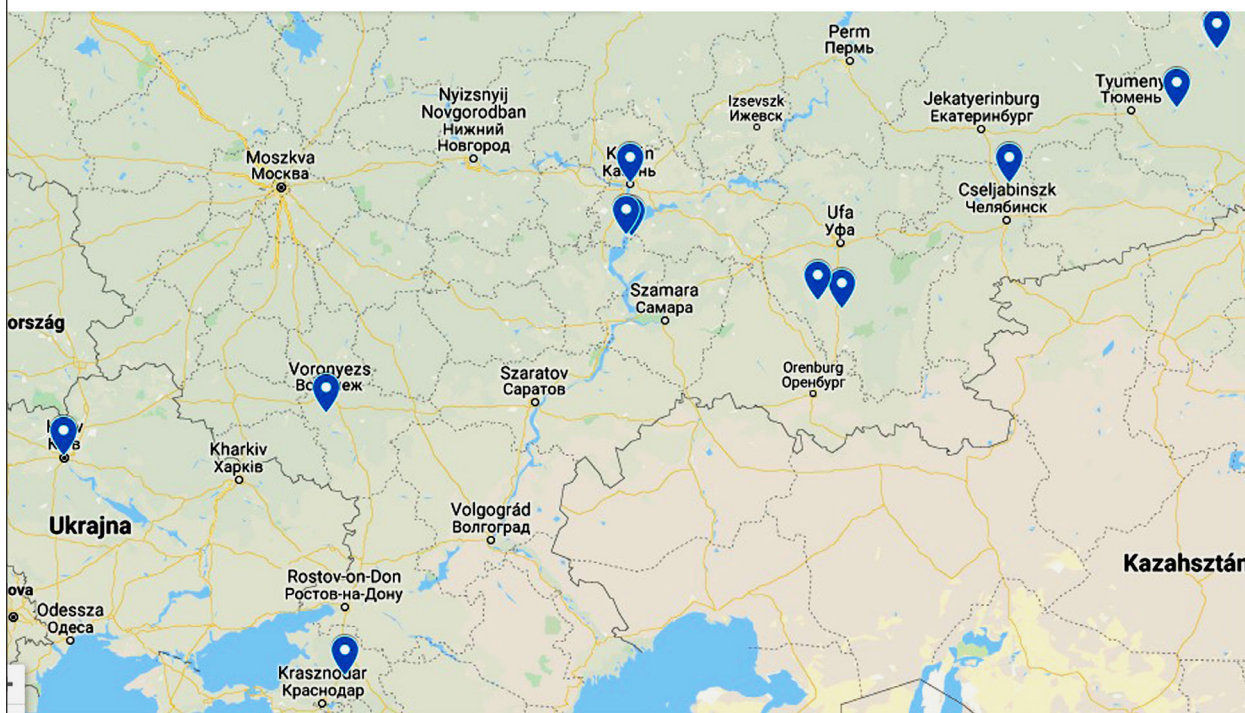 Perm
Пермь
Tyumeny
Тюмень
Nyizsnyij
Novgorodban
Нижний
Новгород
Izsevszk
Ижевск
Jekatyerinburg
Екатеринбург
Moszkva
Москва
Cseljabinszk
Челябинск
Ufa
Уфа
Szamara
Самара
ország
Voronyezs
Szaratov
Саратов
Orenburg
Оренбург
Kharkiv
Харків
Ukrajna
Volgográd
Волгоград
Kazahsztán
Rostov-on-Don
Ростов-на-Дону
ova
Odessza
Одеса
Krasznodar
Краснодар